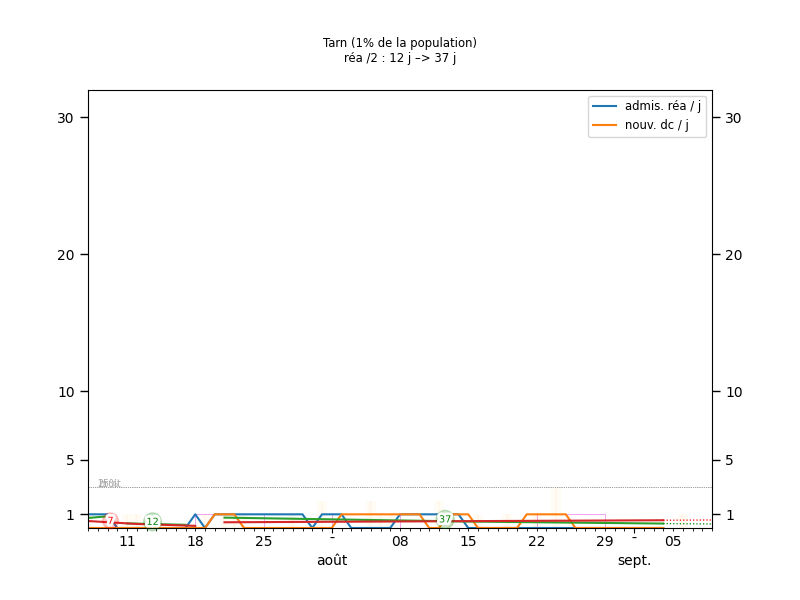 Tarn (1% de la population)
réa /2 : 12 j –> 37 j
admis. réa / j
nouv. dc / j
30 30
20 20
10 10
5 5
1 1
7 12 37
11 18 25 - 08 15 22 29 - 05
août sept.